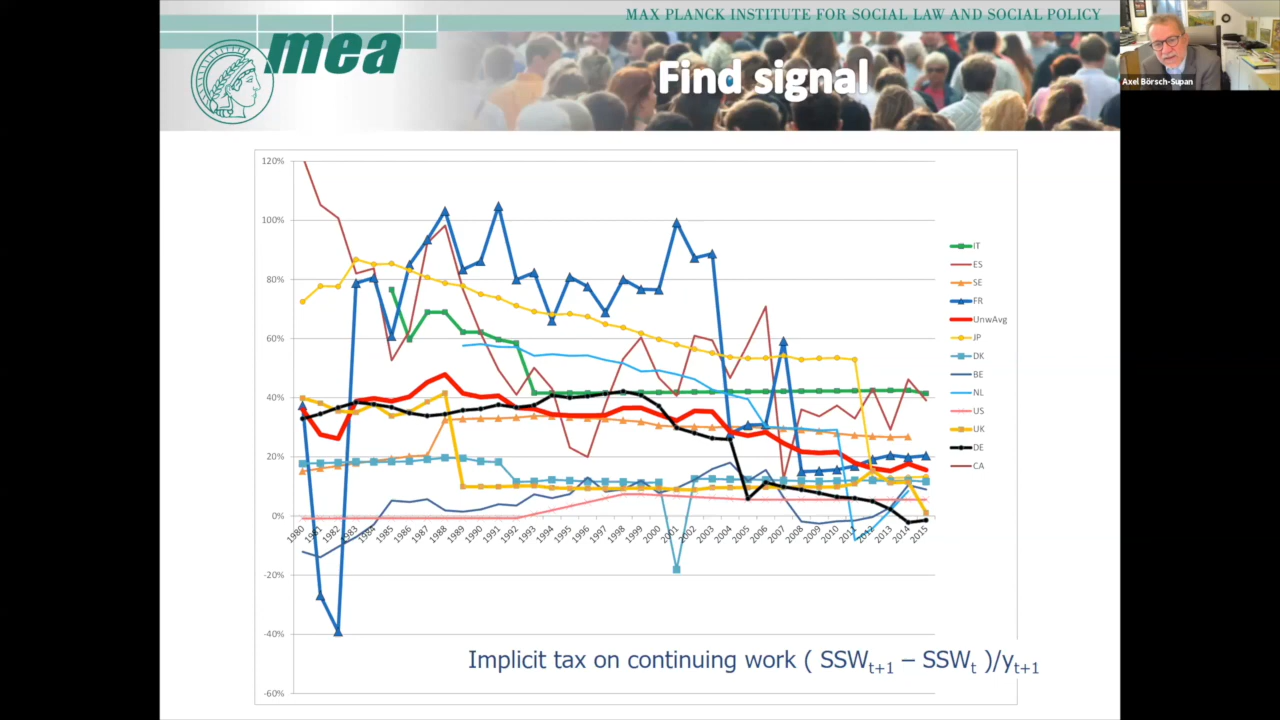 MAX PLANCK INSTITUTE FOR SOCIAL LAW AND SOCIAL POLICY
mea
Find signal
Axel Börsch-Supan
120%
100%
80%
60%
40%
20%
0%
-20%
-40%
-60%
1980
1981
1982
1983
1984
1985
1986
1987
1988
1989
1990
1991
1992
1993
1994
1995
1996
1997
1998
1999
2000
2001
2002
2003
2004
2005
2006
2007
2008
2009
2010
2011
2012
2013
2014
2015
IT
ES
SE
FR
UnwAvg
JP
DK
BE
NL
US
UK
DE
CA
Implicit tax on continuing work ( SSWt+1 – SSWt )/yt+1